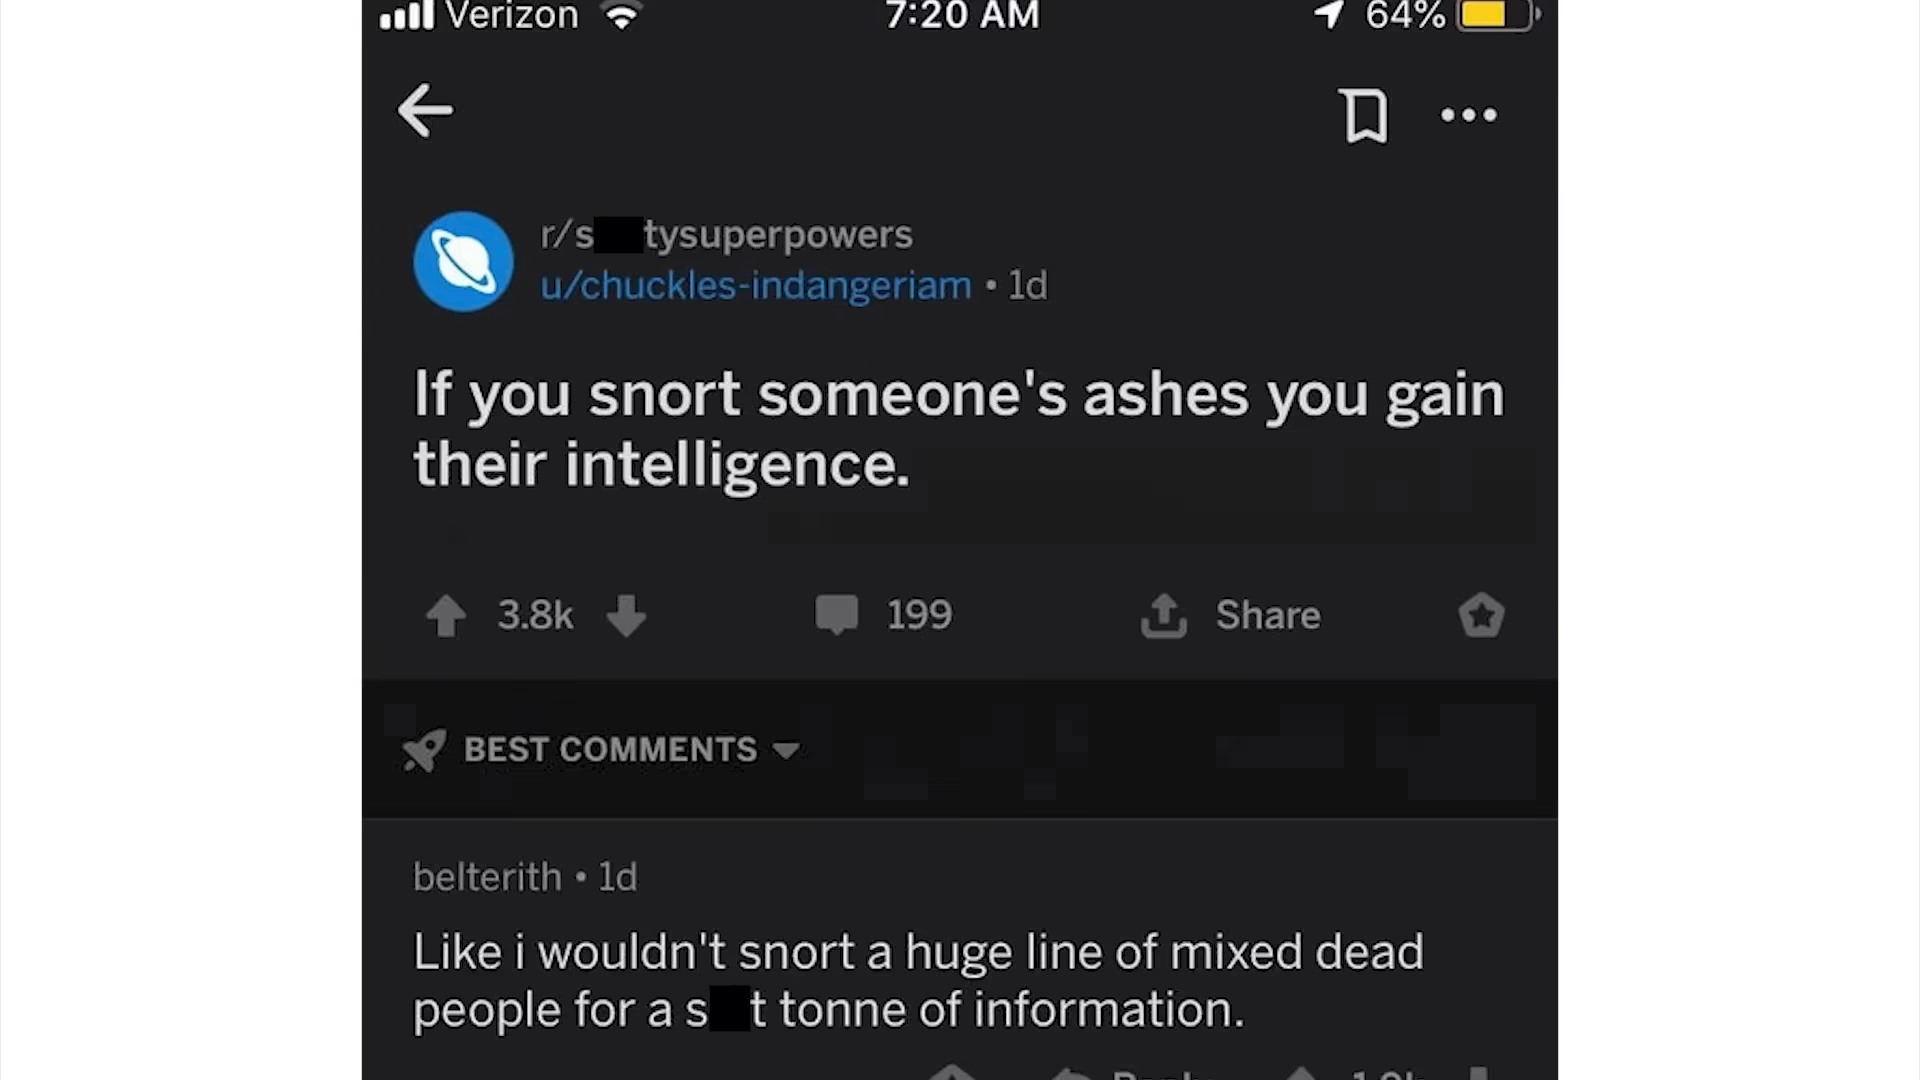 Verizon 7:20 AM 64%
r/s tysuperpowers
u/chuckles-indangeriam • 1d
If you snort someone's ashes you gain
their intelligence.
3.8k 199 Share
BEST COMMENTS
belterith • 1d
Like i wouldn't snort a huge line of mixed dead
people for a s t tonne of information.